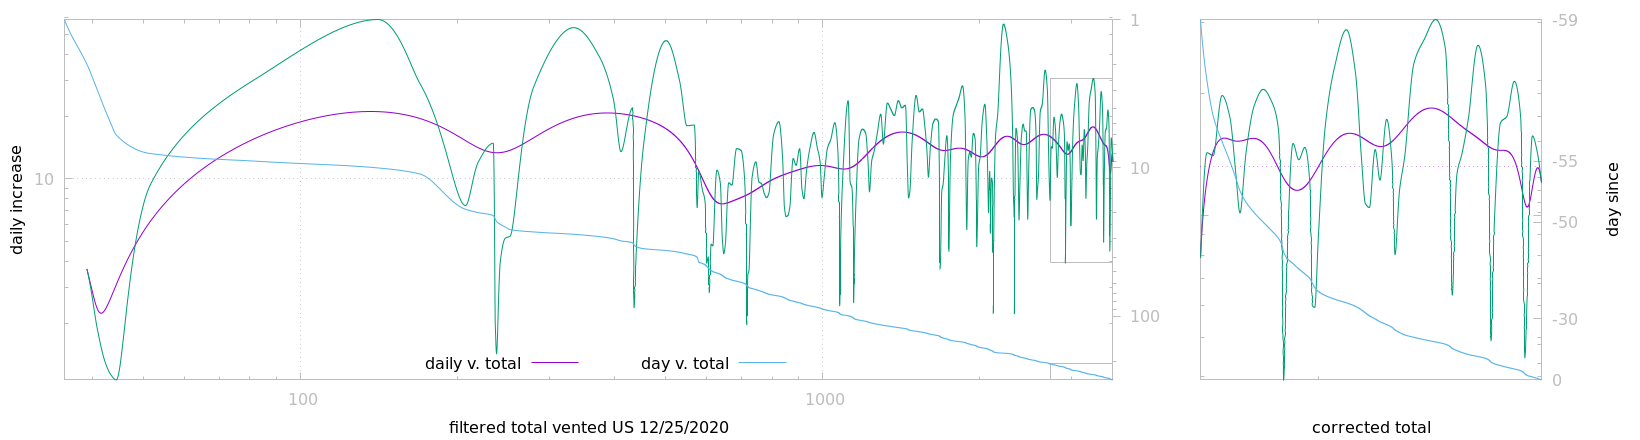 daily increase
10
daily v. total
day v. total
100
1000
1
10
100
filtered total vented US 12/25/2020
-59
-55
-50
-30
0
day since
corrected total